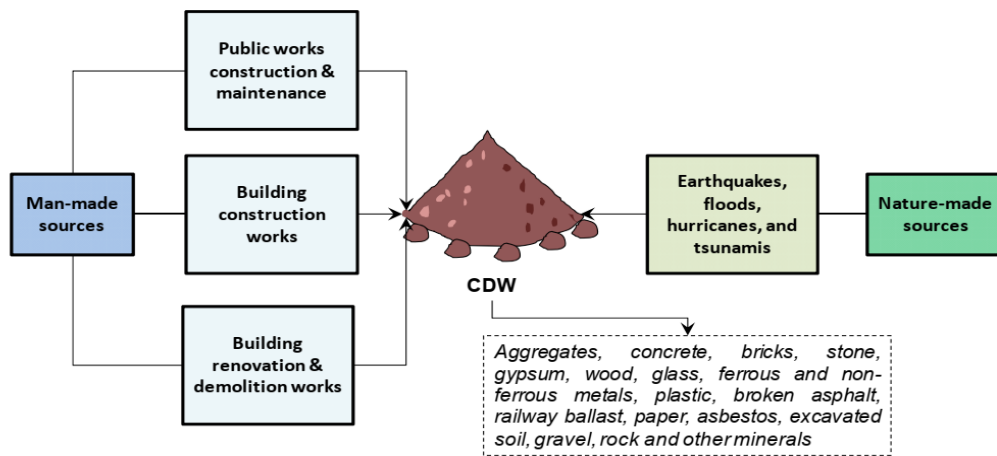 Public works
construction &
maintenance
Man-made
sources
Building
construction
works
Building
renovation &
demolition works
CDW
Earthquakes,
floods,
hurricanes, and
tsunamis
Nature-made
sources
Aggregates, concrete, bricks, stone,
gypsum, wood, glass, ferrous and non-
ferrous metals, plastic, broken asphalt,
railway ballast, paper, asbestos, excavated
soil, gravel, rock and other minerals